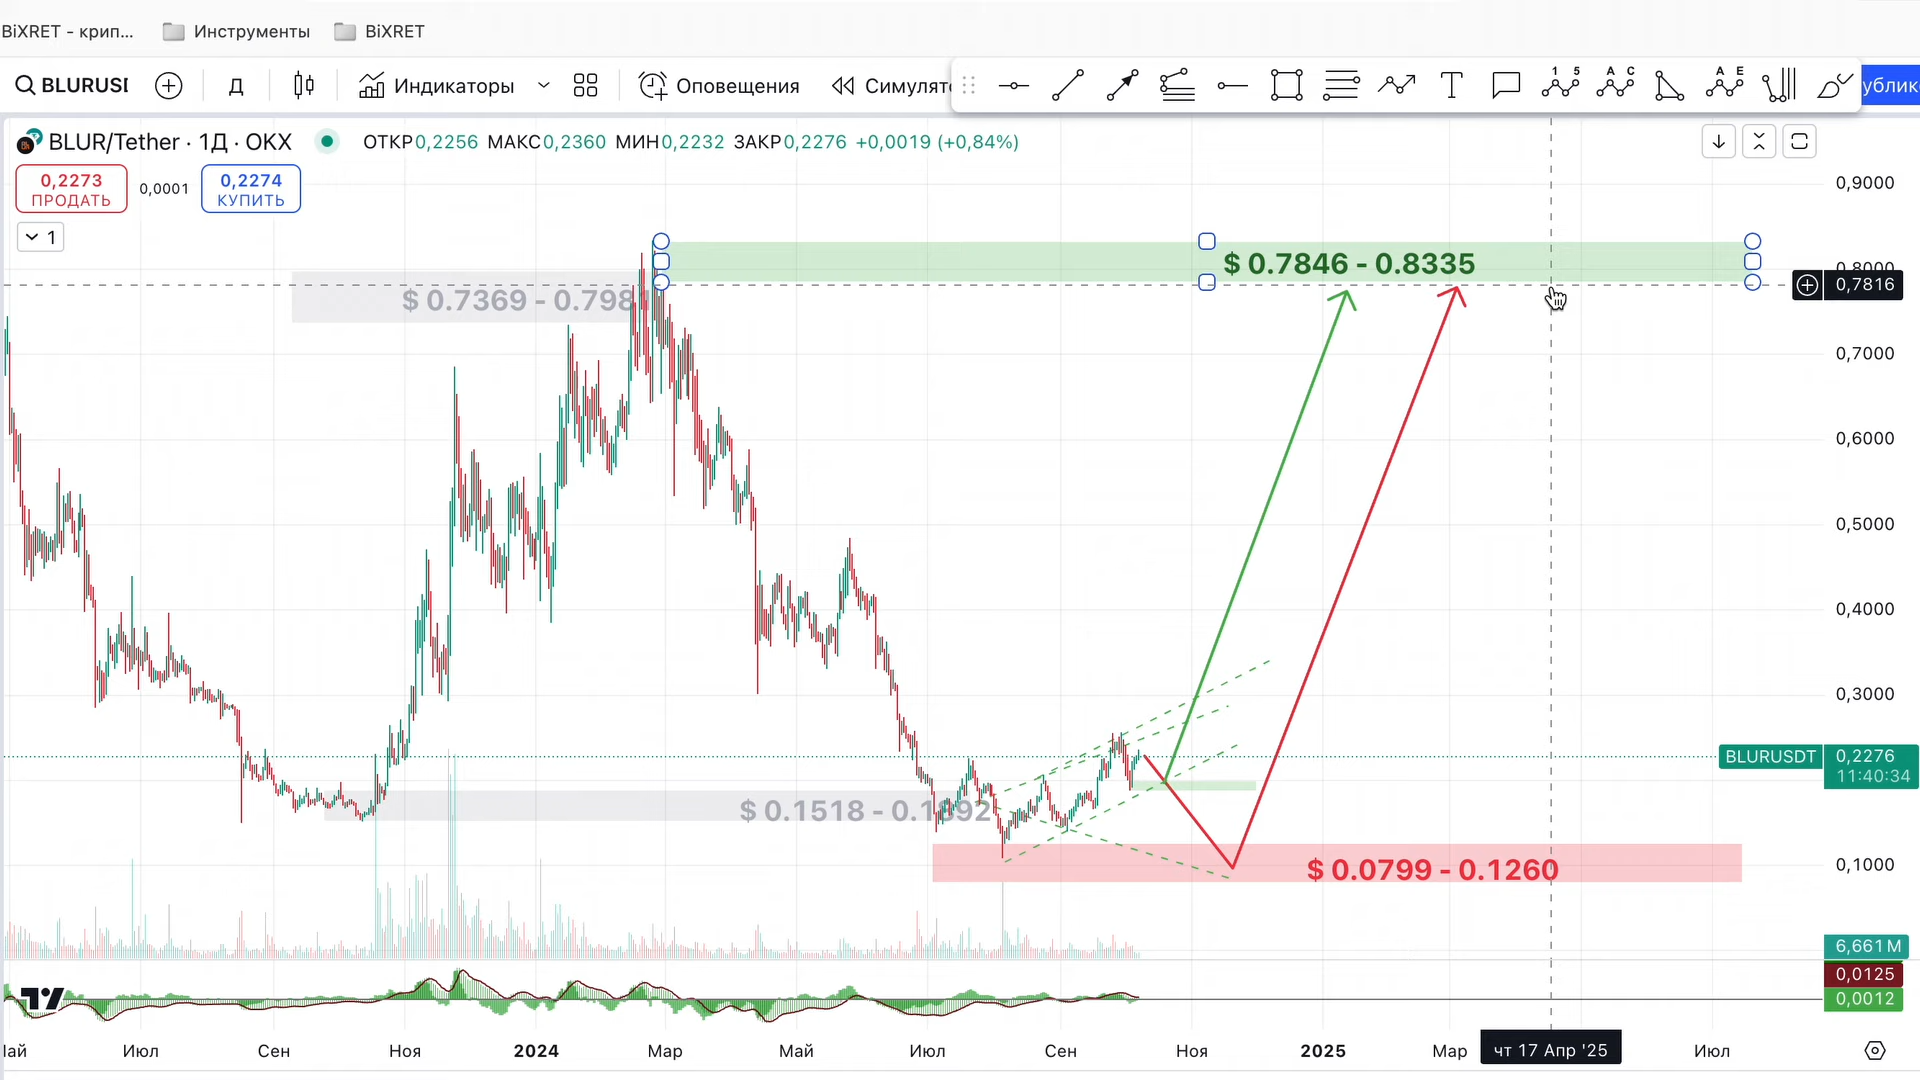 BiXRET - крип...
Инструменты
BiXRET
BLURUSD
Д
Индикаторы
Оповещения
BLUR/Tether · 1Д · OKX
ОТКР0,2256 МАКС0,2360 МИН0,2232 ЗАКР0,2276 +0,0019 (+0,84%)
0,2273
ПРОДАТЬ
0,0001
0,2274
КУПИТЬ
1
0,9000
0,8000
0,7816
0,7000
0,6000
0,5000
0,4000
0,3000
BLURUSDT 0,2276
11:40:34
0,1000
6,661 M
0,0125
0,0012
$ 0.7846 - 0.8335
$ 0.7369 - 0.798
$ 0.1518 - 0.1892
$ 0.0799 - 0.1260
Июл
Сен
Ноя
2024
Мар
Май
Июл
Сен
Ноя
2025
Мар
чт 17 Апр '25
Июл